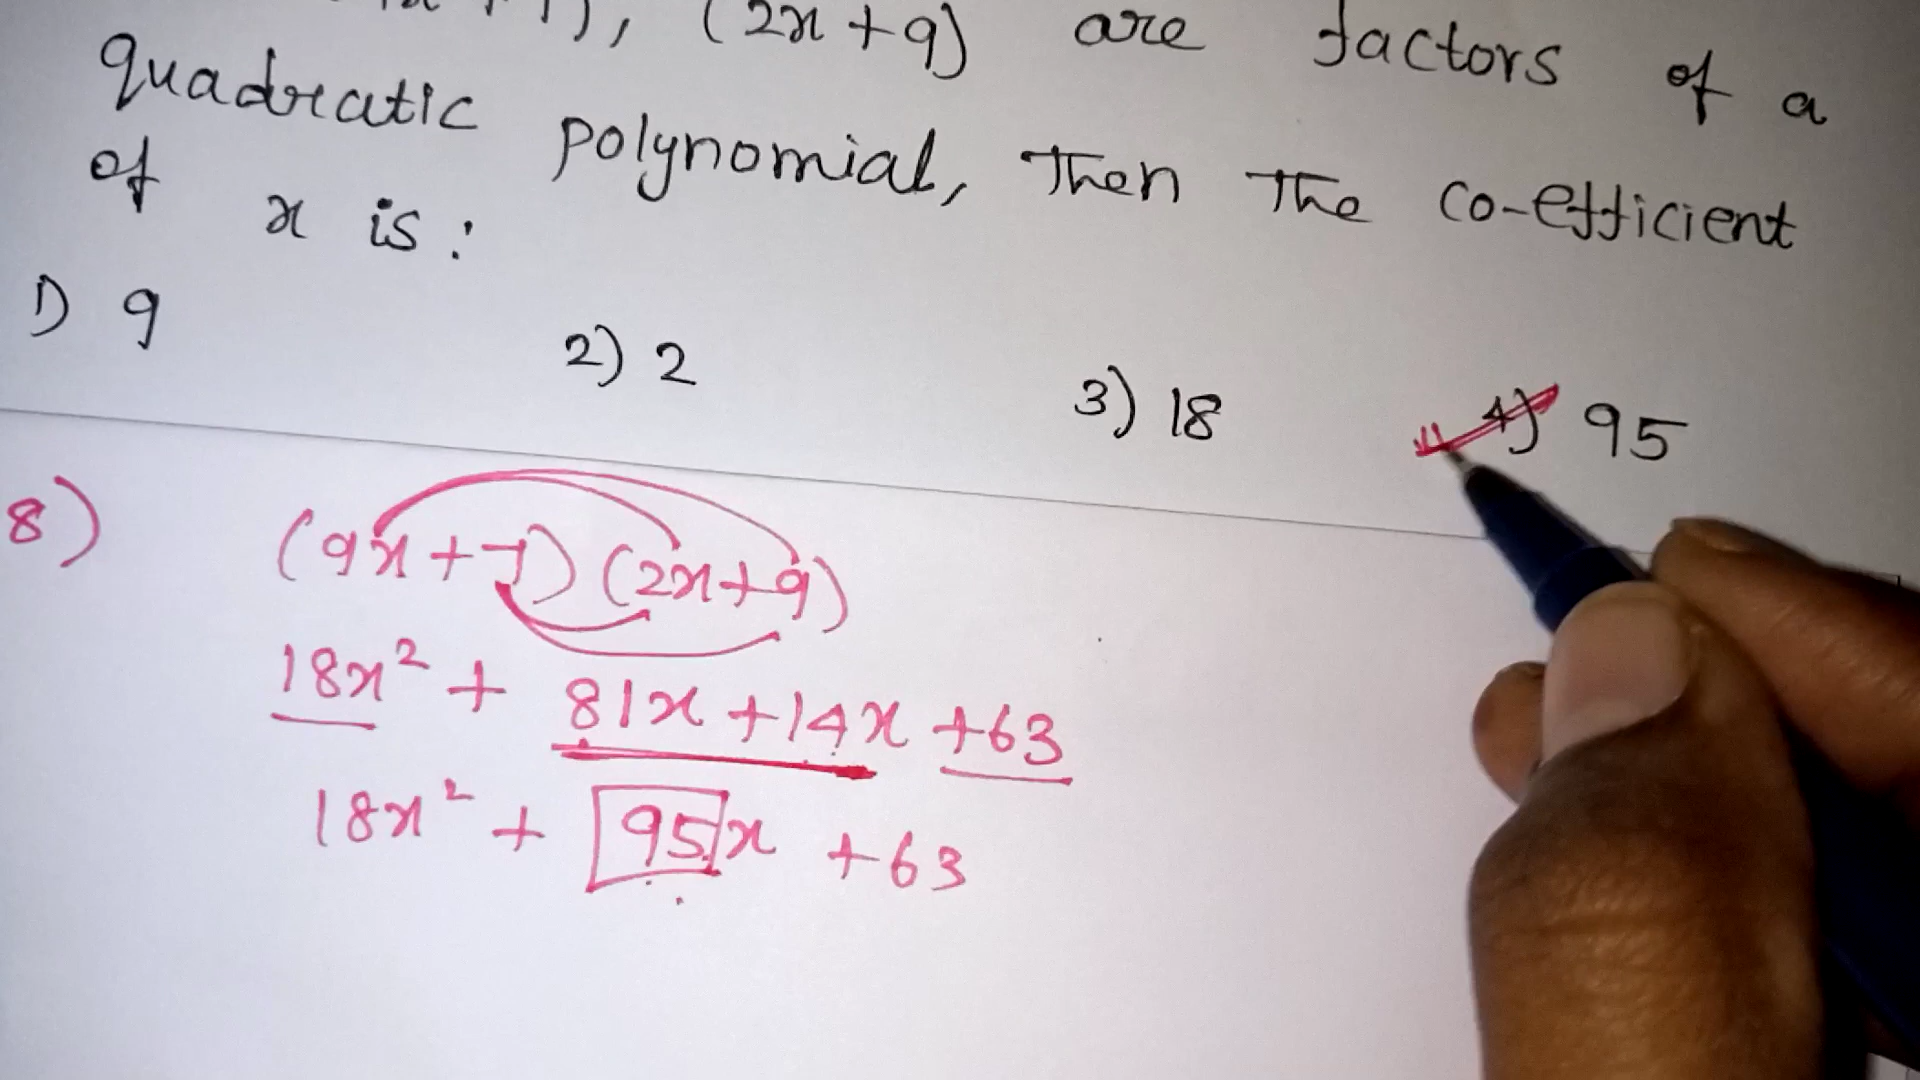 (2x+9) are factors of a
quadratic polynomial, Then The co-efficient
of x is:
1) 9 2) 2 3) 18 4) 95
8) (9x+7)(2x+9)
18x² + 81x+14x+63
18x² + 95x +63